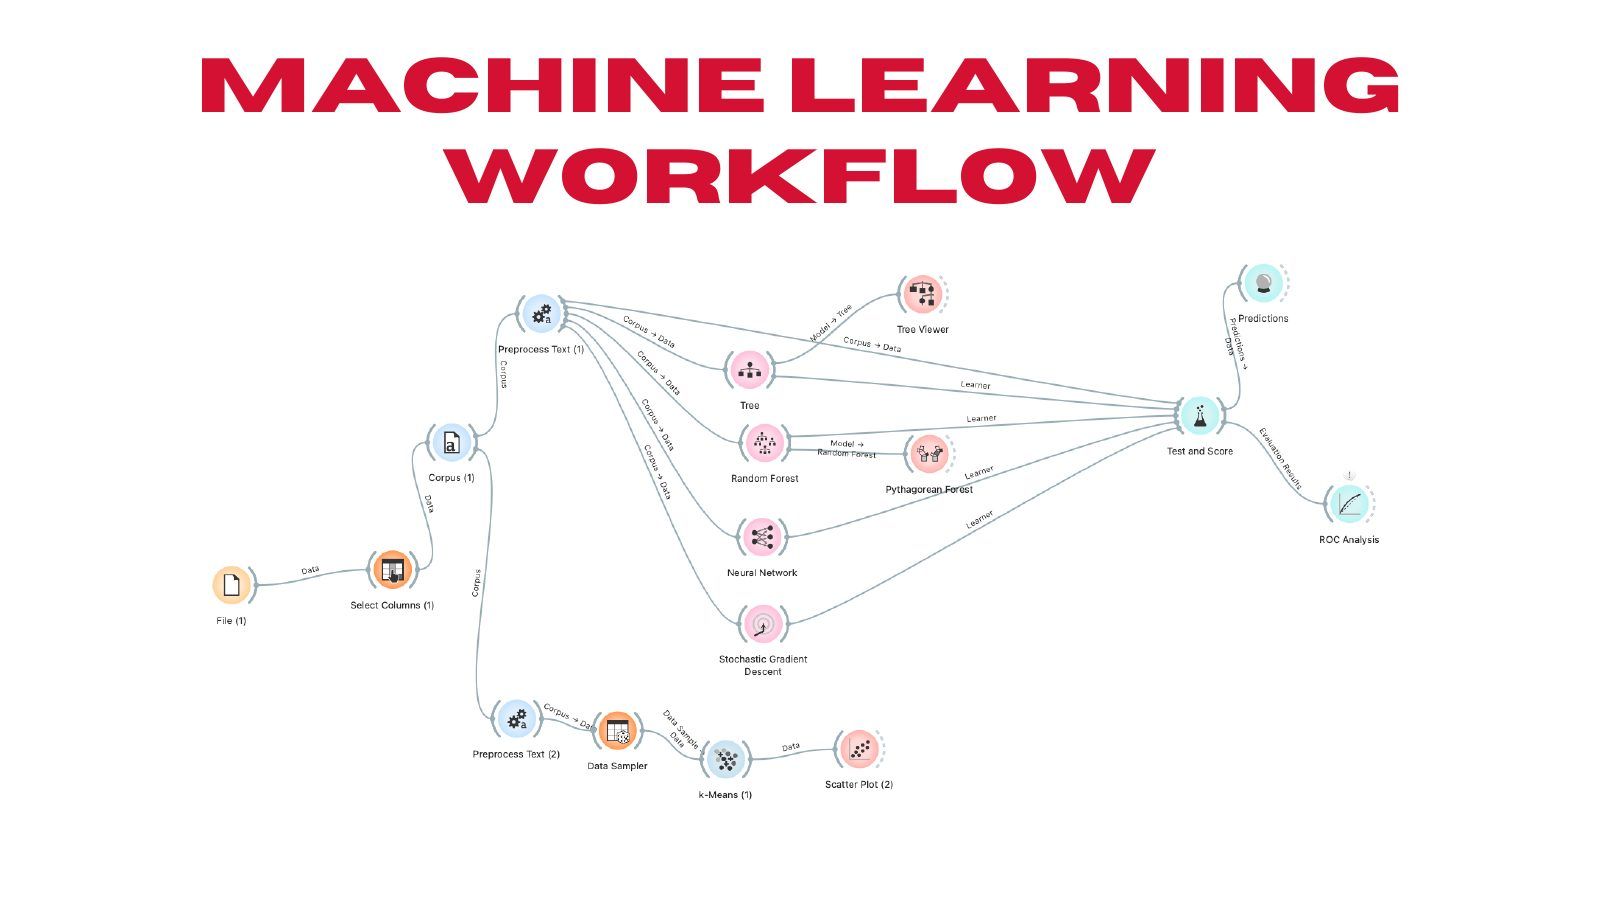 MACHINE LEARNING
WORKFLOW
Predictions
Predictions →
Data
Tree Viewer
Model → Tree
Preprocess Text (1)
Corpus → Data
Corpus → Data
Corpus
Corpus → Data
Tree
Learner
Corpus → Data
Learner
Corpus → Data
Model →
Random Forest
Random Forest
Pythagorean Forest
Learner
Test and Score
Evaluation Results
a
Corpus (1)
Data
Learner
!
ROC Analysis
Neural Network
Data
Select Columns (1)
Corpus
File (1)
Stochastic Gradient
Descent
Preprocess Text (2)
Corpus → Dat
Data Sampler
Data Sample
Data
k-Means (1)
Data
Scatter Plot (2)